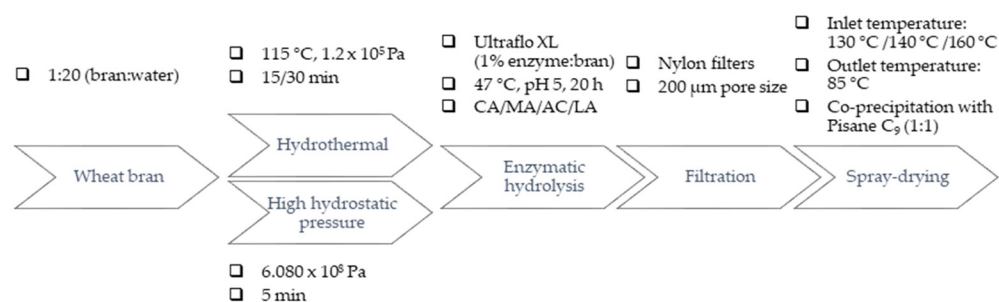 ❑ 1:20 (bran:water)
❑ 115 °C, 1.2 x 10⁵ Pa
❑ 15/30 min
❑ Ultraflo XL
(1% enzyme:bran)
❑ 47 °C, pH 5, 20 h
❑ CA/MA/AC/LA
❑ Nylon filters
❑ 200 µm pore size
❑ Inlet temperature:
130 °C /140 °C /160 °C
❑ Outlet temperature:
85 °C
❑ Co-precipitation with
Pisane C₉ (1:1)
Wheat bran
Hydrothermal
High hydrostatic
pressure
Enzymatic
hydrolysis
Filtration
Spray-drying
❑ 6.080 x 10⁸ Pa
❑ 5 min